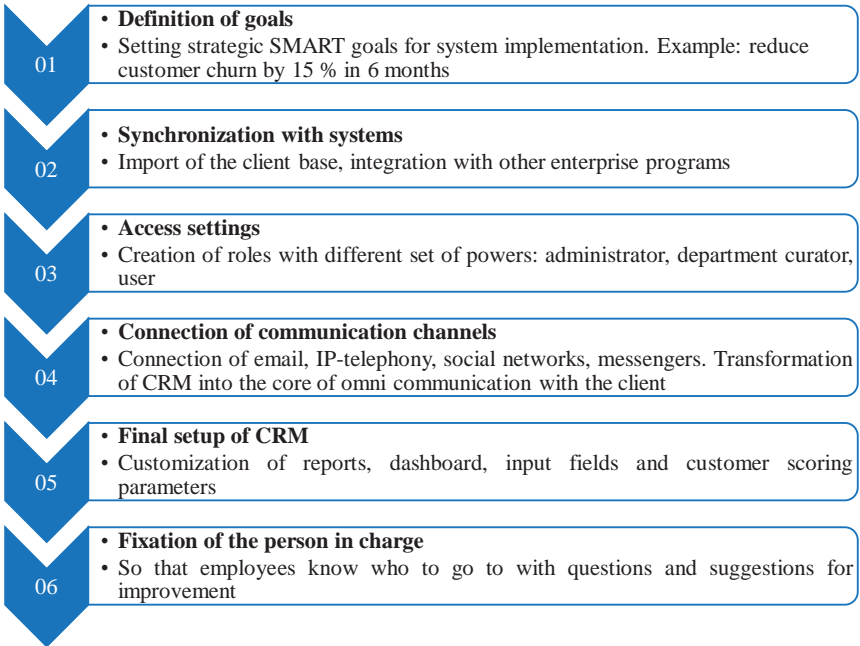 01
• Definition of goals
• Setting strategic SMART goals for system implementation. Example: reduce
customer churn by 15 % in 6 months
02
• Synchronization with systems
• Import of the client base, integration with other enterprise programs
03
• Access settings
• Creation of roles with different set of powers: administrator, department curator,
user
04
• Connection of communication channels
• Connection of email, IP-telephony, social networks, messengers. Transformation
of CRM into the core of omni communication with the client
05
• Final setup of CRM
• Customization of reports, dashboard, input fields and customer scoring
parameters
06
• Fixation of the person in charge
• So that employees know who to go to with questions and suggestions for
improvement